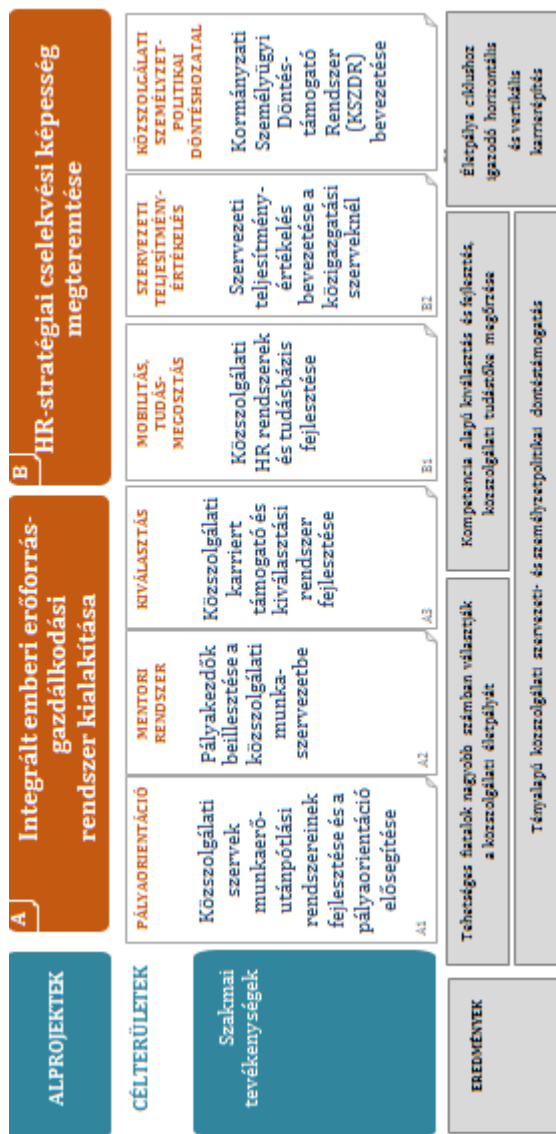 ALPROJEKTEK
A
Integrált emberi erőforrás-
gazdálkodási
rendszer kialakítása
B
HR-stratégiai cselekvési képesség
megteremtése
CÉLTERÜLETEK
PÁLYAORIENTÁCIÓ
MENTORI
RENDSZER
KIVÁLASZTÁS
MOBILITÁS,
TUDÁS-
MEGOSZTÁS
SZERVEZETI
TELJESÍTMÉNY-
ÉRTÉKELÉS
KÖZSZOLGÁLATI
SZEMÉLYZET-
POLITIKAI
DÖNTÉSHOZATAL
Szakmai
tevékenységek
Közszolgálati
szervek
munkaerő-
utánpótlási
rendszereinek
fejlesztése és a
pályaorientáció
elősegítése
A1
Pályakezdők
beillesztése a
közszolgálati
munka-
szervezetbe
A2
Közszolgálati
karriert
támogató és
kiválasztási
rendszer
fejlesztése
A3
Közszolgálati
HR rendszerek
és tudásbázis
fejlesztése
B1
Szervezeti
teljesítmény-
értékelés
bevezetése a
közigazgatási
szerveknél
B2
Kormányzati
Személyügyi
Döntés-
támogató
Rendszer
(KSZDR)
bevezetése
EREDMÉNYEK
Tehetséges fiatalok nagyobb számban választják
a közszolgálati életpályát
Kompetencia alapú kiválasztás és fejlesztés,
közszolgálati tudástőke megőrzése
Életpálya ciklushoz
igazodó horizontális
és vertikális
karrierépítés
Tényalapú közszolgálati szervezeti- és személyzetpolitikai döntéstámogatás